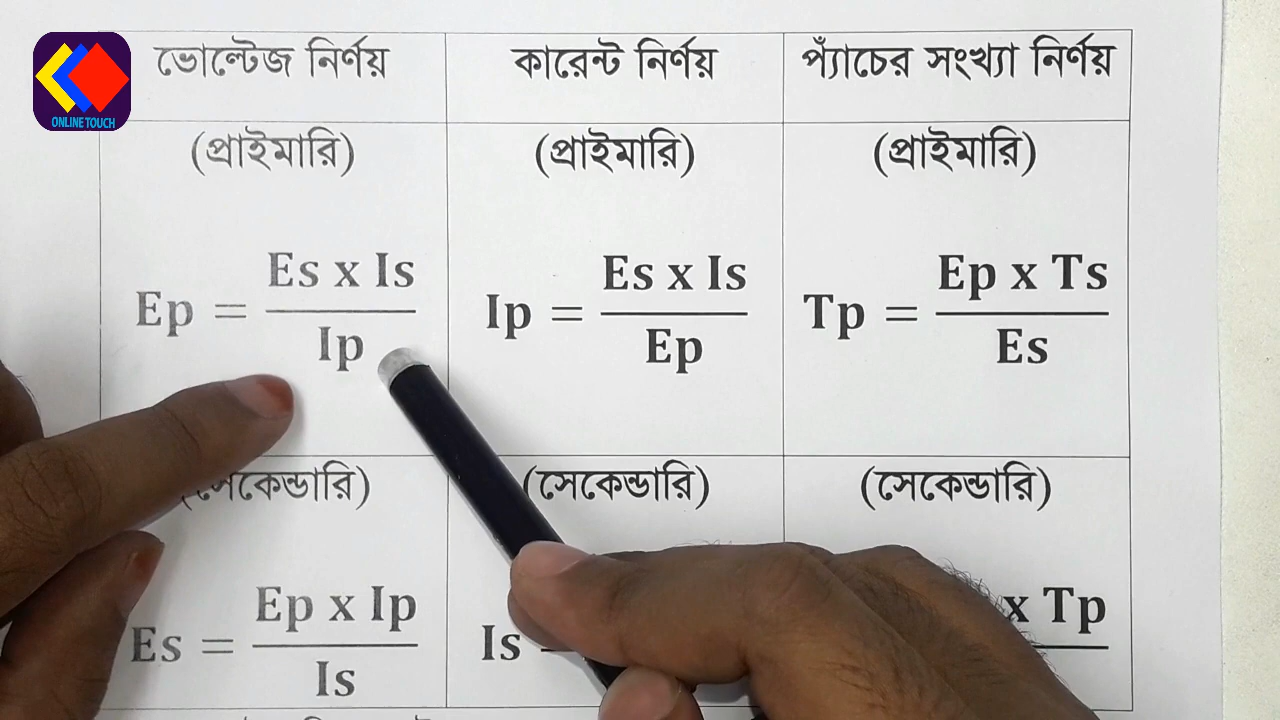 ONLINE TOUCH
ভোল্টেজ নির্ণয়
কারেন্ট নির্ণয়
প্যাঁচের সংখ্যা নির্ণয়
(প্রাইমারি)
(প্রাইমারি)
(প্রাইমারি)
Ep = Es x Is / Ip
Ip = Es x Is / Ep
Tp = Ep x Ts / Es
(সেকেন্ডারি)
(সেকেন্ডারি)
(সেকেন্ডারি)
Es = Ep x Ip / Is
Is
x Tp